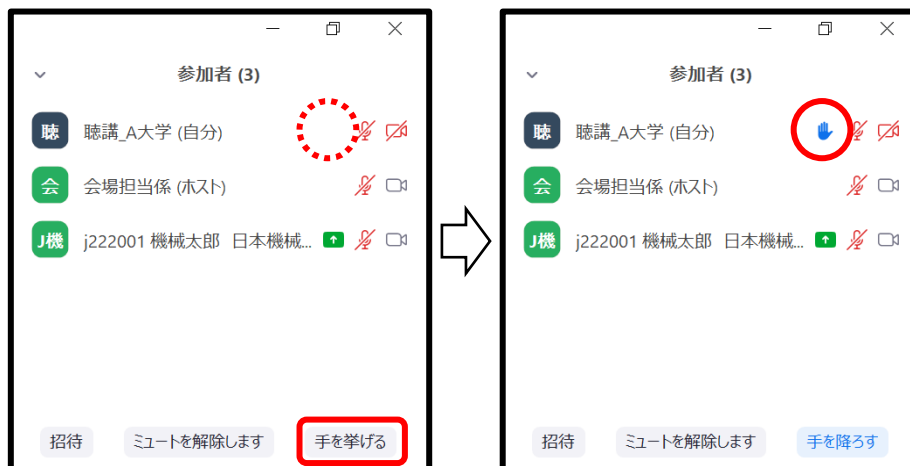 参加者 (3)
聴 聴講_A大学 (自分)
会 会場担当係 (ホスト)
J機 j222001 機械太郎　日本機械...
招待 ミュートを解除します 手を挙げる
参加者 (3)
聴 聴講_A大学 (自分)
会 会場担当係 (ホスト)
J機 j222001 機械太郎　日本機械...
招待 ミュートを解除します 手を降ろす